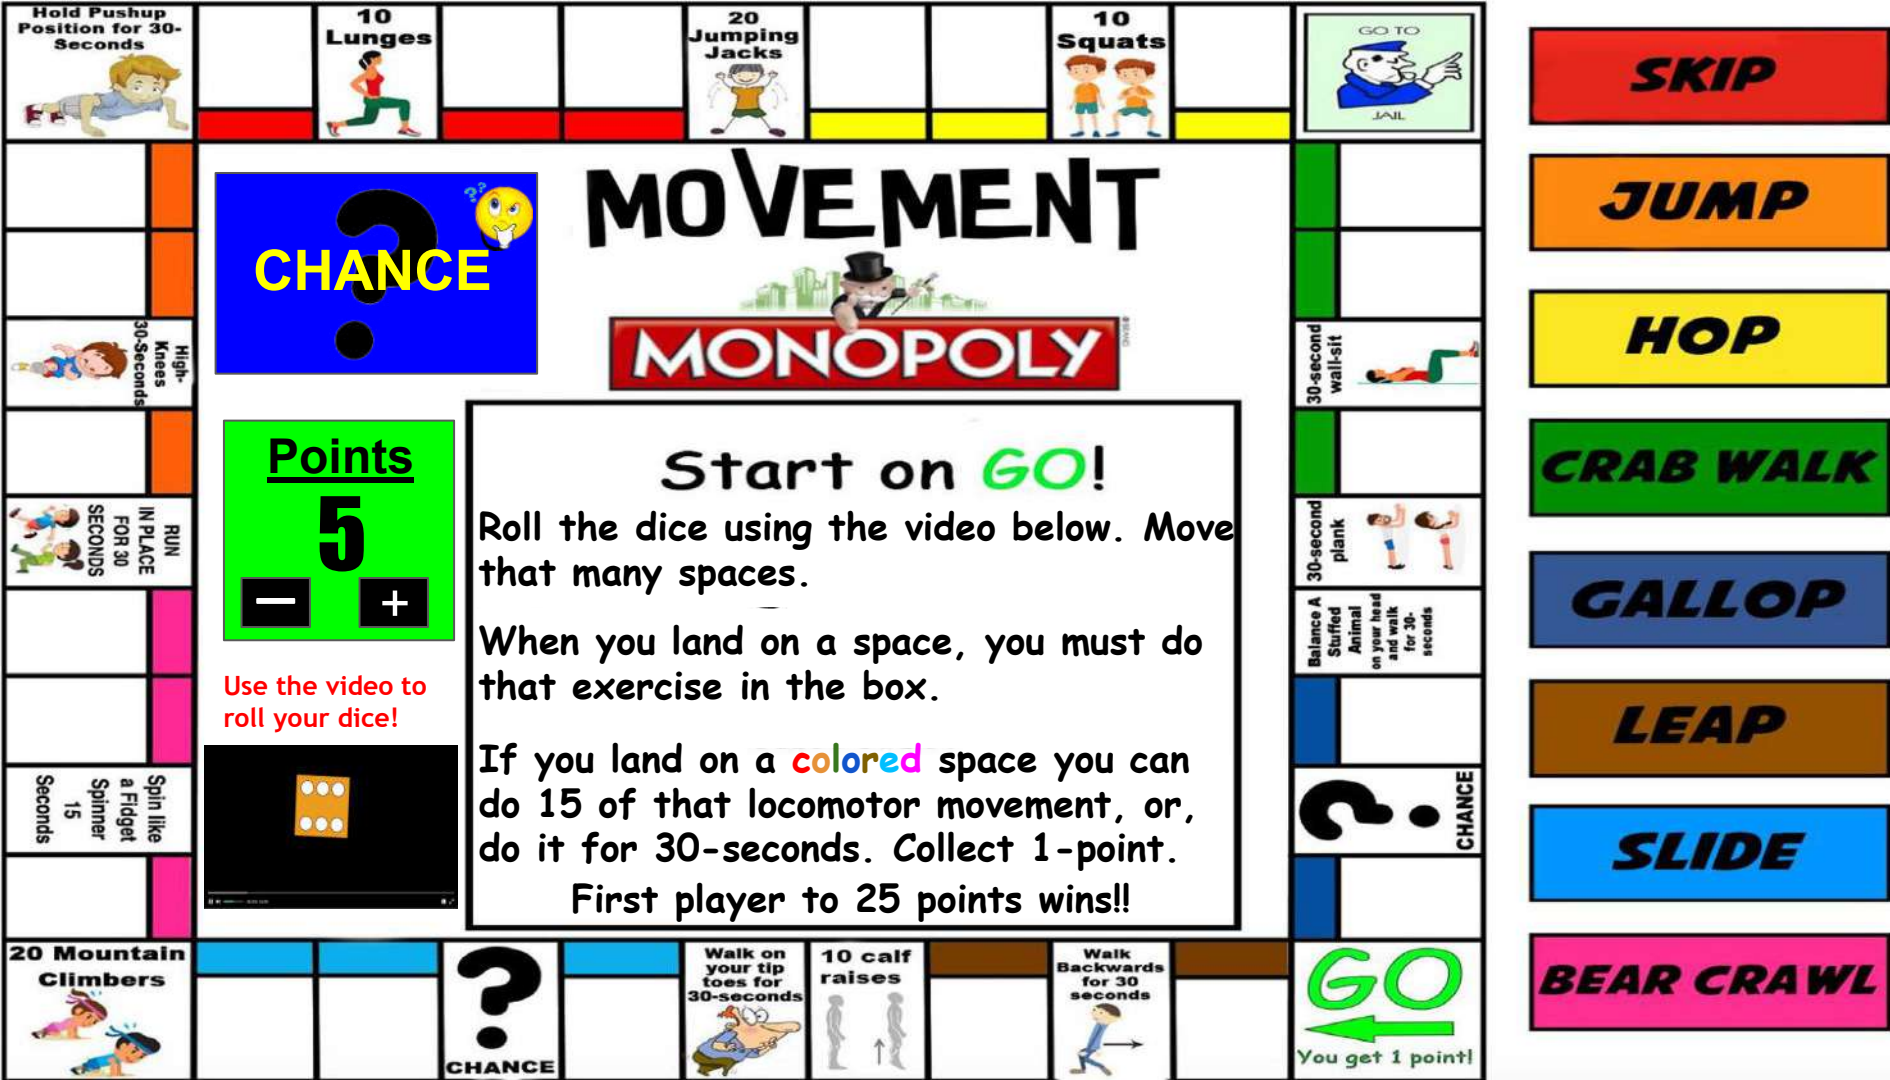 Hold Pushup
Position for 30-
Seconds
10
Lunges
20
Jumping
Jacks
10
Squats
GO TO
JAIL
SKIP
JUMP
HOP
CRAB WALK
GALLOP
LEAP
SLIDE
BEAR CRAWL
High-
Knees
30-Seconds
RUN
IN PLACE
FOR 30
SECONDS
Spin like
a Fidget
Spinner
15
Seconds
20 Mountain
Climbers
?
CHANCE
Walk on
your tip
toes for
30-seconds
10 calf
raises
Walk
Backwards
for 30
seconds
GO
You get 1 point!
30-second
wall-sit
30-second
plank
Balance A
Stuffed
Animal
on your head
and walk
for 30-
seconds
?
CHANCE
??
?
CHANCE
MOVEMENT
MONOPOLY
Points
5
–
+
Use the video to
roll your dice!
Start on GO!
Roll the dice using the video below. Move
that many spaces.
When you land on a space, you must do
that exercise in the box.
If you land on a colored space you can
do 15 of that locomotor movement, or,
do it for 30-seconds. Collect 1-point.
First player to 25 points wins!!